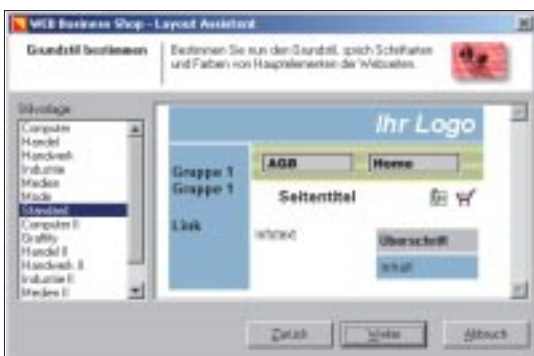 WEB Business Shop - Layout Assistent
Grundstil bestimmen
Bestimmen Sie nun den Grundstil, sprich Schriftarten
und Farben von Hauptelementen der Webseiten.
Stilvorlage
Computer
Handel
Handwerk
Industrie
Medien
Mode
Standard
Computer II
Graffity
Handel II
Handwerk II
Industrie II
Medien II
Ihr Logo
AGB
Home
Gruppe 1
Gruppe 1
Link
Seitentitel
Infotext
Überschrift
Inhalt
Zurück
Weiter
Abbruch